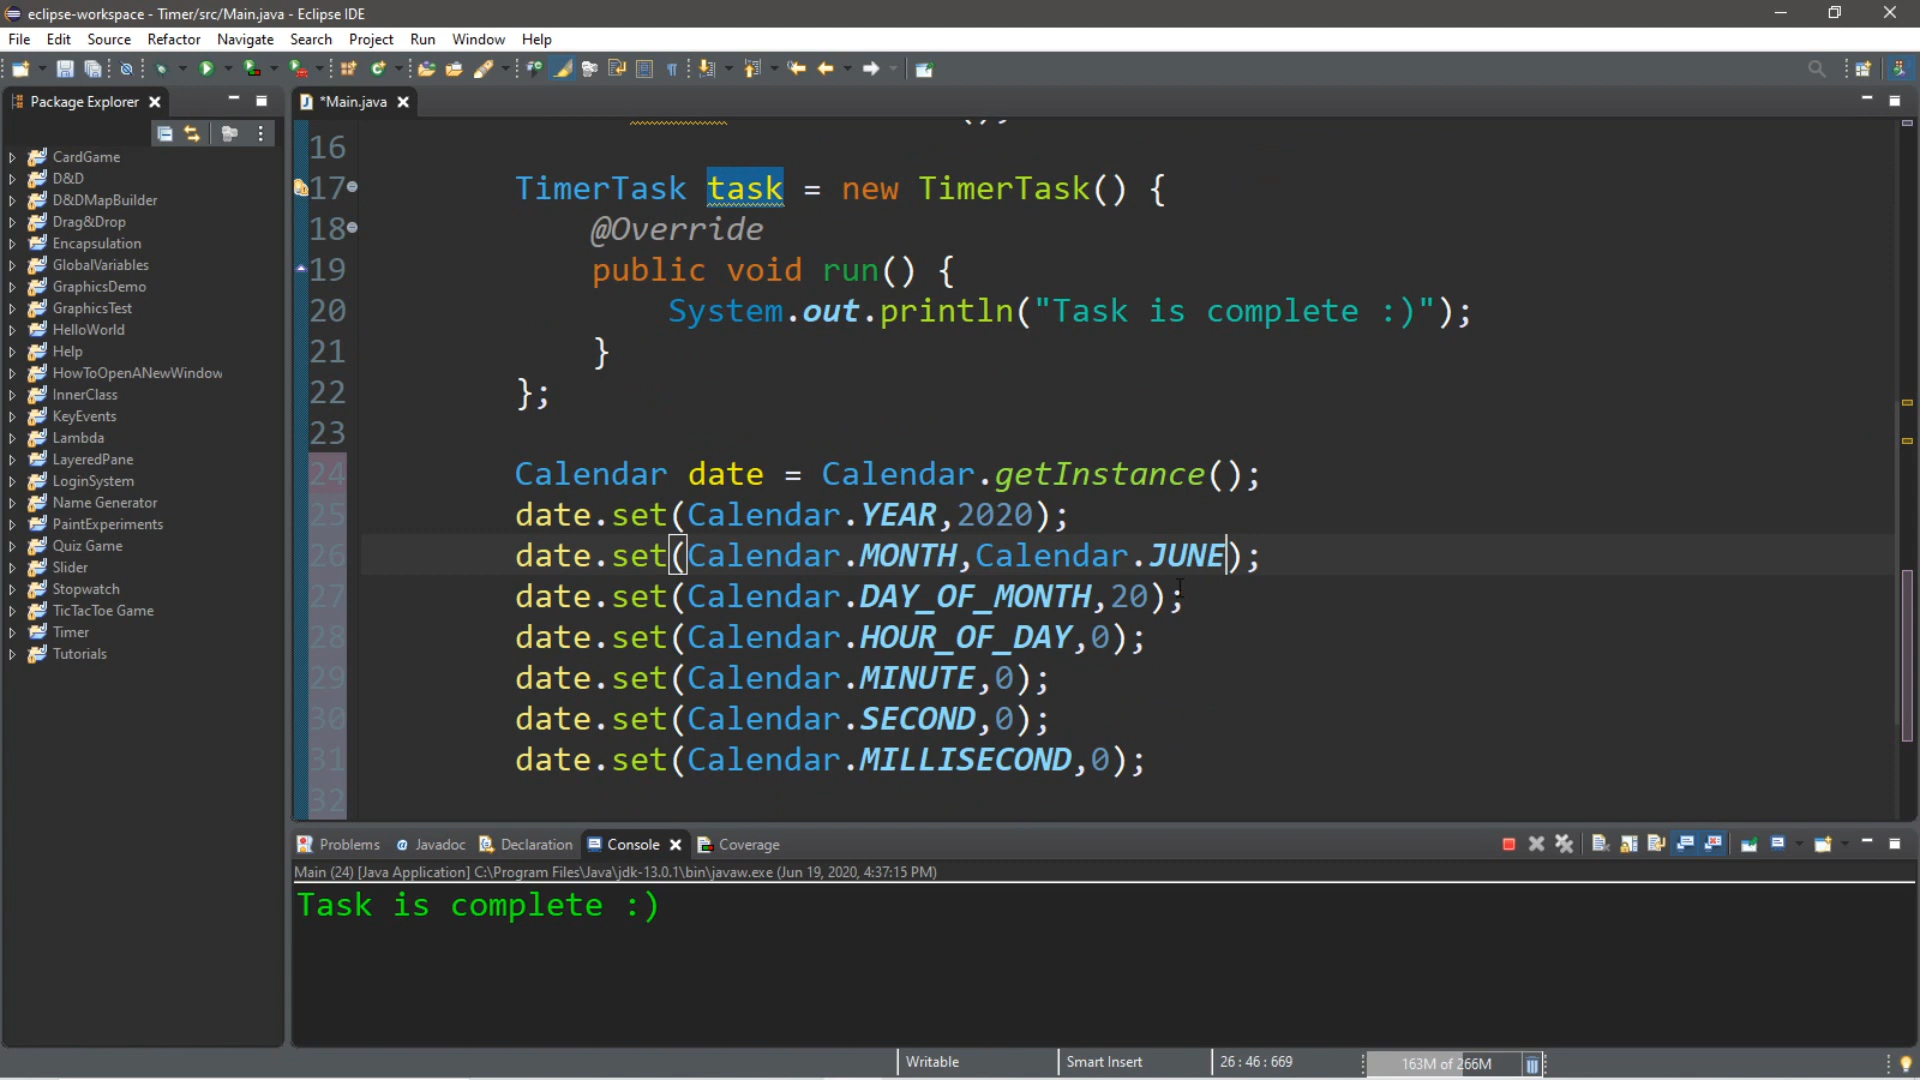 eclipse-workspace - Timer/src/Main.java - Eclipse IDE
File Edit Source Refactor Navigate Search Project Run Window Help
Package Explorer
*Main.java
CardGame
D&D
D&DMapBuilder
Drag&Drop
Encapsulation
GlobalVariables
GraphicsDemo
GraphicsTest
HelloWorld
Help
HowToOpenANewWindow
InnerClass
KeyEvents
Lambda
LayeredPane
LoginSystem
Name Generator
PaintExperiments
Quiz Game
Slider
Stopwatch
TicTacToe Game
Timer
Tutorials
16
17 TimerTask task = new TimerTask() {
18 @Override
19 public void run() {
20 System.out.println("Task is complete :)");
21 }
22 };
23
24 Calendar date = Calendar.getInstance();
25 date.set(Calendar.YEAR,2020);
26 date.set(Calendar.MONTH,Calendar.JUNE);
27 date.set(Calendar.DAY_OF_MONTH,20);
28 date.set(Calendar.HOUR_OF_DAY,0);
29 date.set(Calendar.MINUTE,0);
30 date.set(Calendar.SECOND,0);
31 date.set(Calendar.MILLISECOND,0);
32
Problems Javadoc Declaration Console Coverage
Main (24) [Java Application] C:\Program Files\Java\jdk-13.0.1\bin\javaw.exe (Jun 19, 2020, 4:37:15 PM)
Task is complete :)
Writable Smart Insert 26 : 46 : 669 163M of 266M